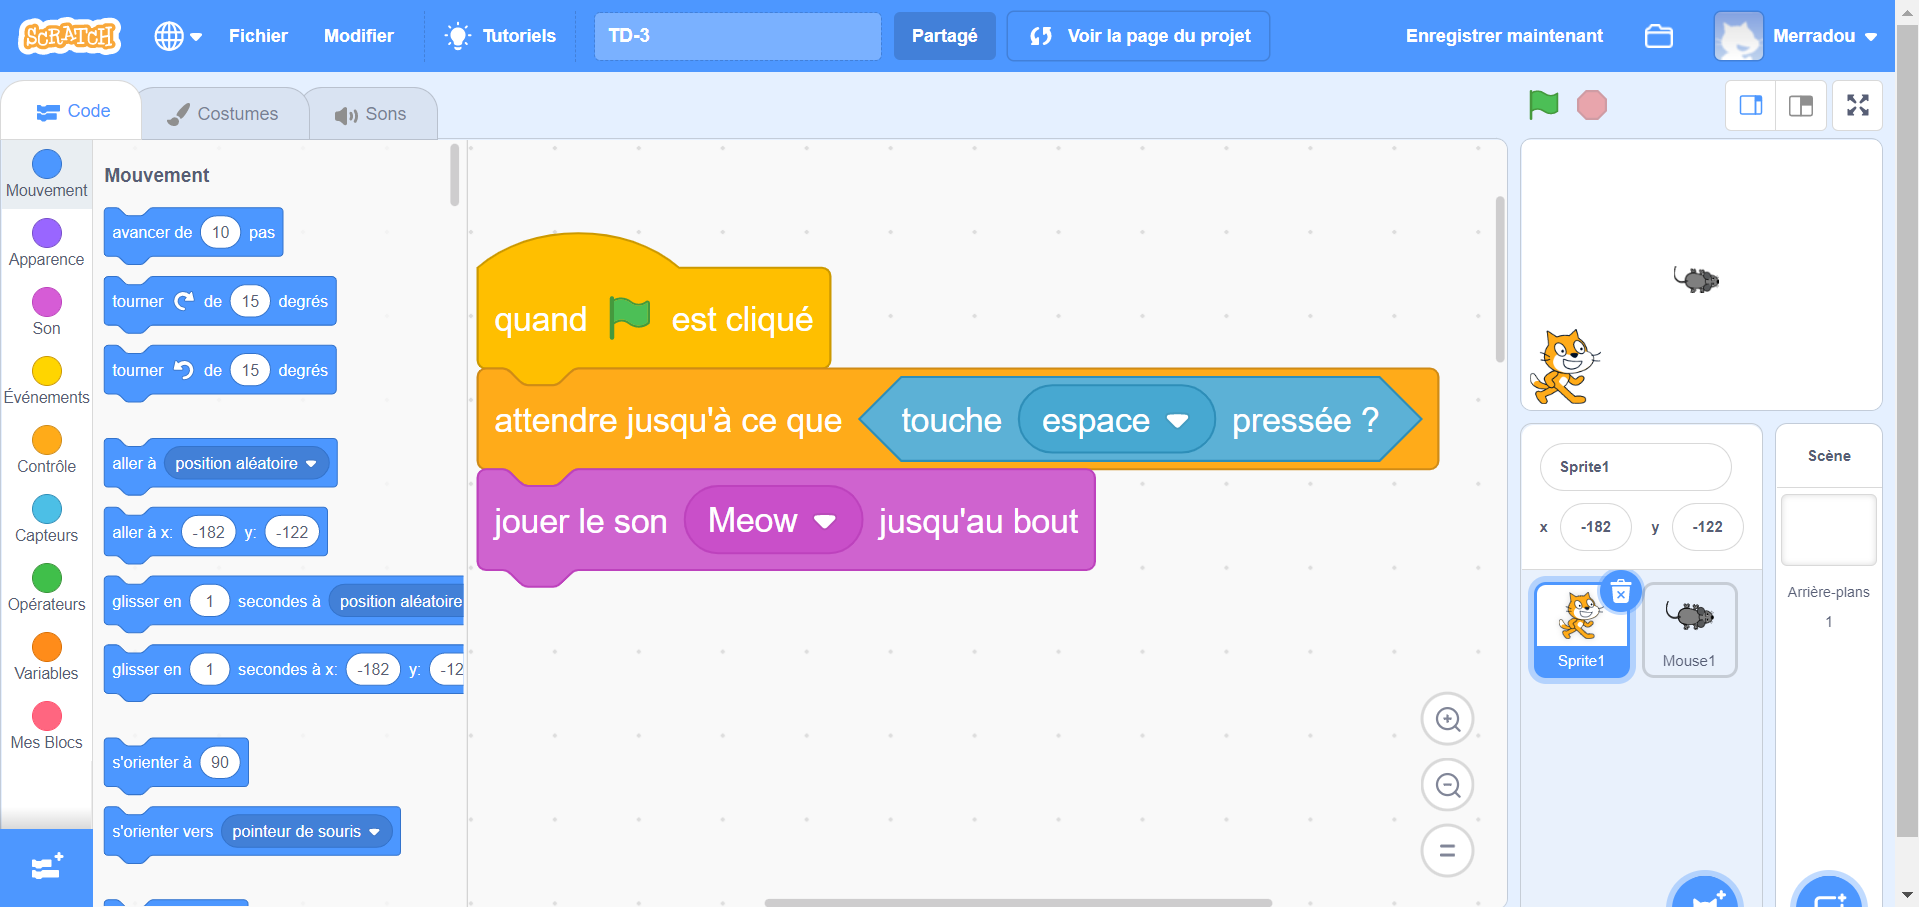 SCRATCH
Fichier
Modifier
Tutoriels
TD-3
Partagé
Voir la page du projet
Enregistrer maintenant
Merradou
Code
Costumes
Sons
Mouvement
Apparence
Son
Événements
Contrôle
Capteurs
Opérateurs
Variables
Mes Blocs
Mouvement
avancer de 10 pas
tourner de 15 degrés
tourner de 15 degrés
aller à position aléatoire
aller à x: -182 y: -122
glisser en 1 secondes à position aléatoire
glisser en 1 secondes à x: -182 y: -12
s'orienter à 90
s'orienter vers pointeur de souris
quand est cliqué
attendre jusqu'à ce que touche espace pressée ?
jouer le son Meow jusqu'au bout
Sprite1
x -182 y -122
Sprite1
Mouse1
Scène
Arrière-plans
1